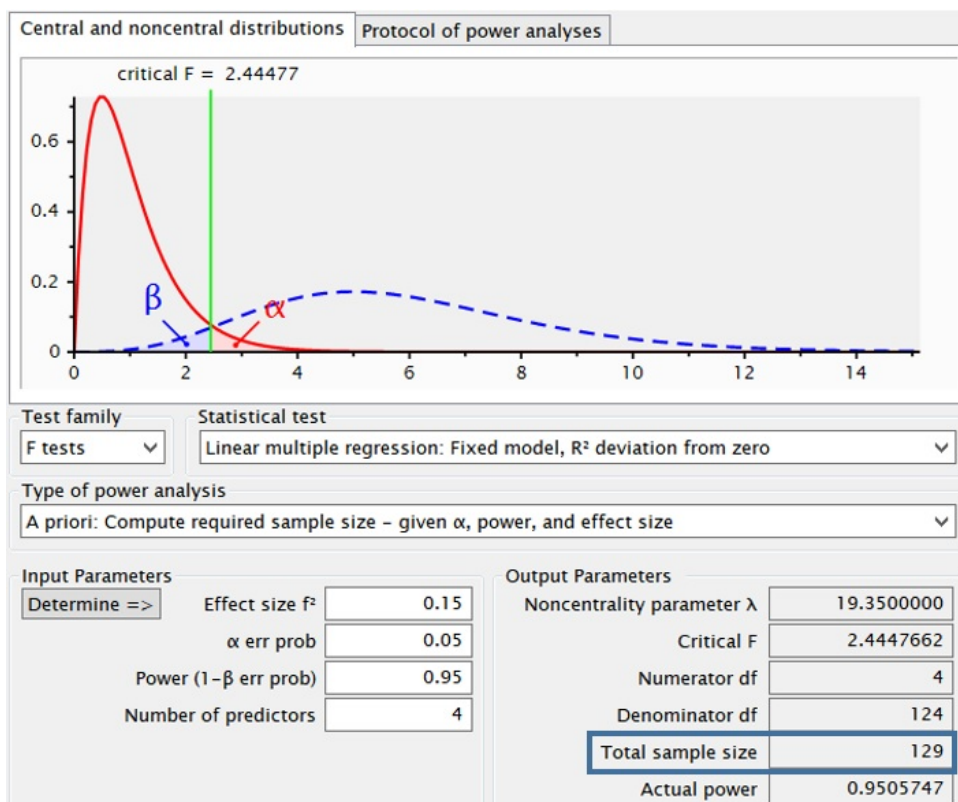 Central and noncentral distributions Protocol of power analyses
critical F = 2.44477
0.6
0.4
0.2
0
β
α
0 2 4 6 8 10 12 14
Test family Statistical test
F tests Linear multiple regression: Fixed model, R² deviation from zero
Type of power analysis
A priori: Compute required sample size - given α, power, and effect size
Input Parameters
Determine => Effect size f² 0.15
α err prob 0.05
Power (1-β err prob) 0.95
Number of predictors 4
Output Parameters
Noncentrality parameter λ 19.3500000
Critical F 2.4447662
Numerator df 4
Denominator df 124
Total sample size 129
Actual power 0.9505747